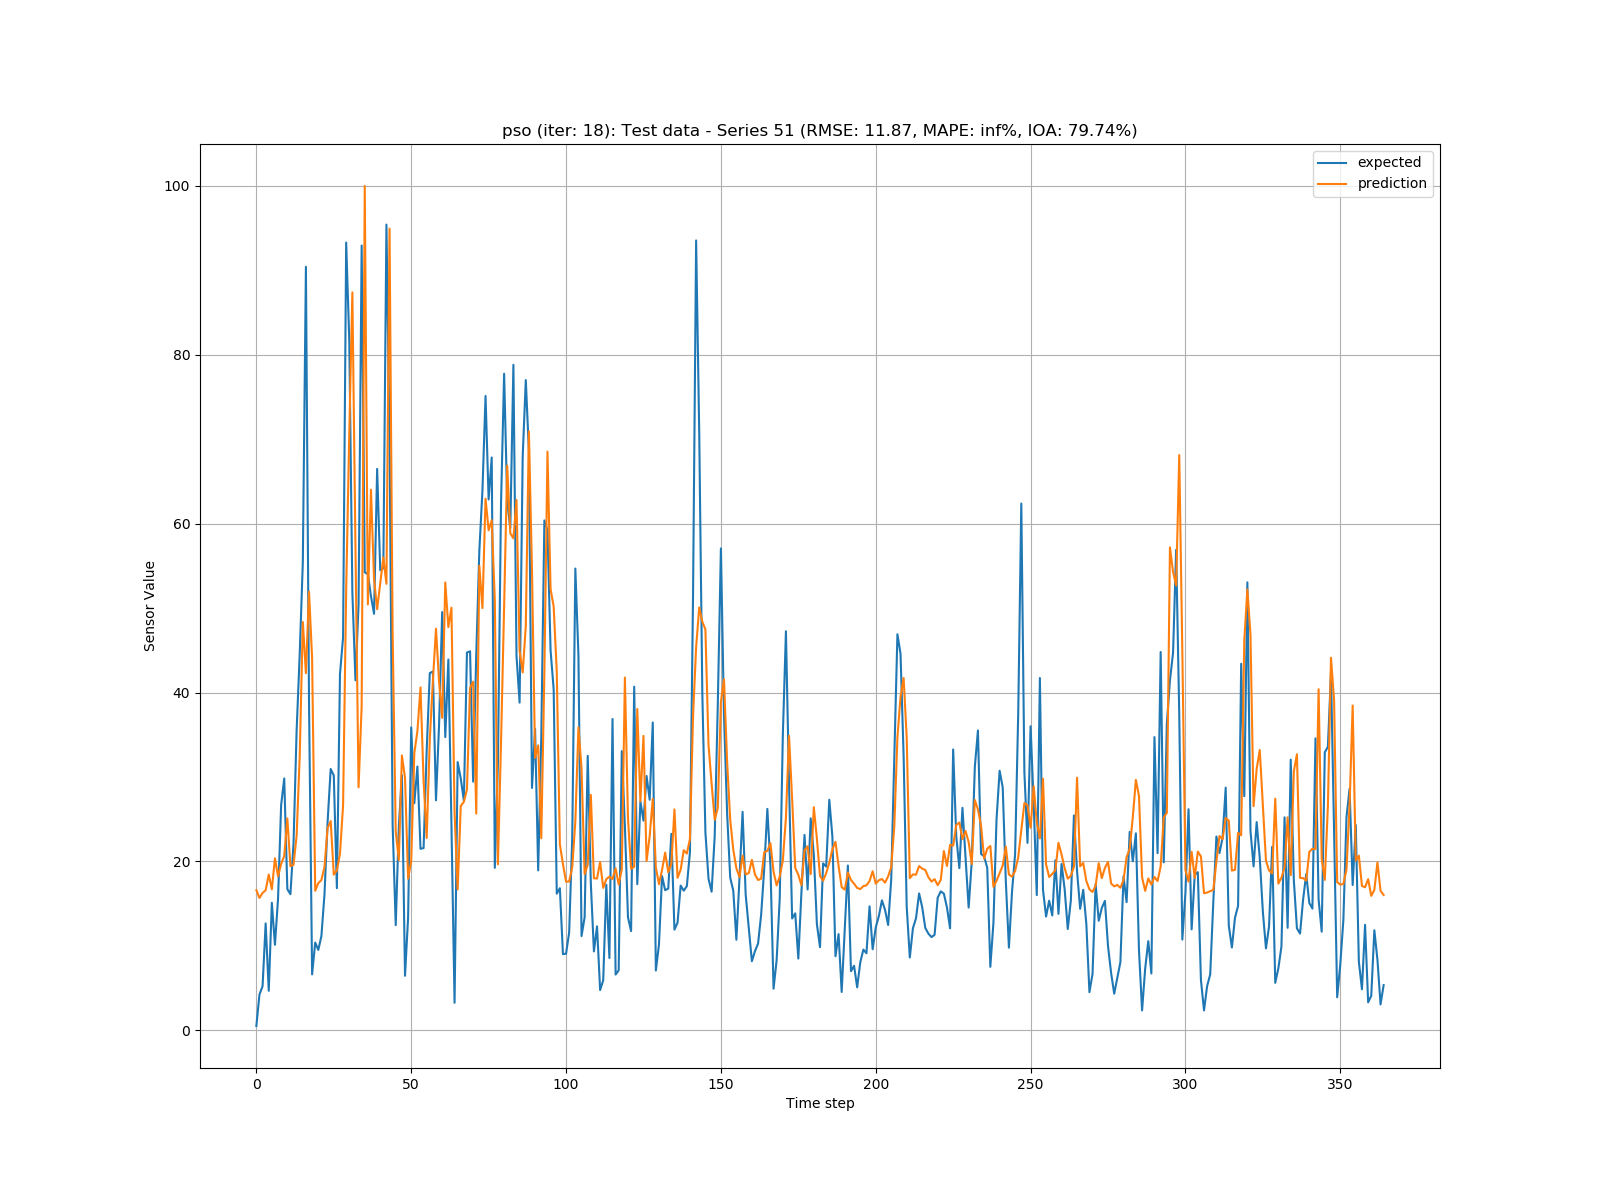 pso (iter: 18): Test data - Series 51 (RMSE: 11.87, MAPE: inf%, IOA: 79.74%)
expected
prediction
100
80
60
40
20
0
Sensor Value
0 50 100 150 200 250 300 350
Time step